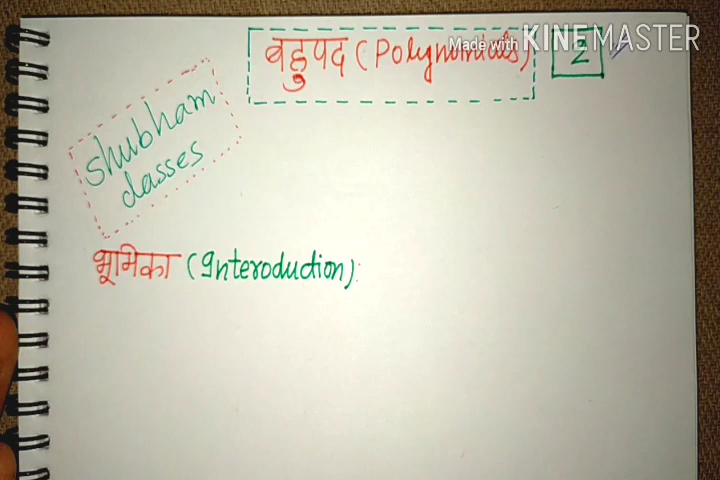 बहुपद (Polynomials) 2
Made with KINEMASTER
shubham
classes
भूमिका (Interoduction):